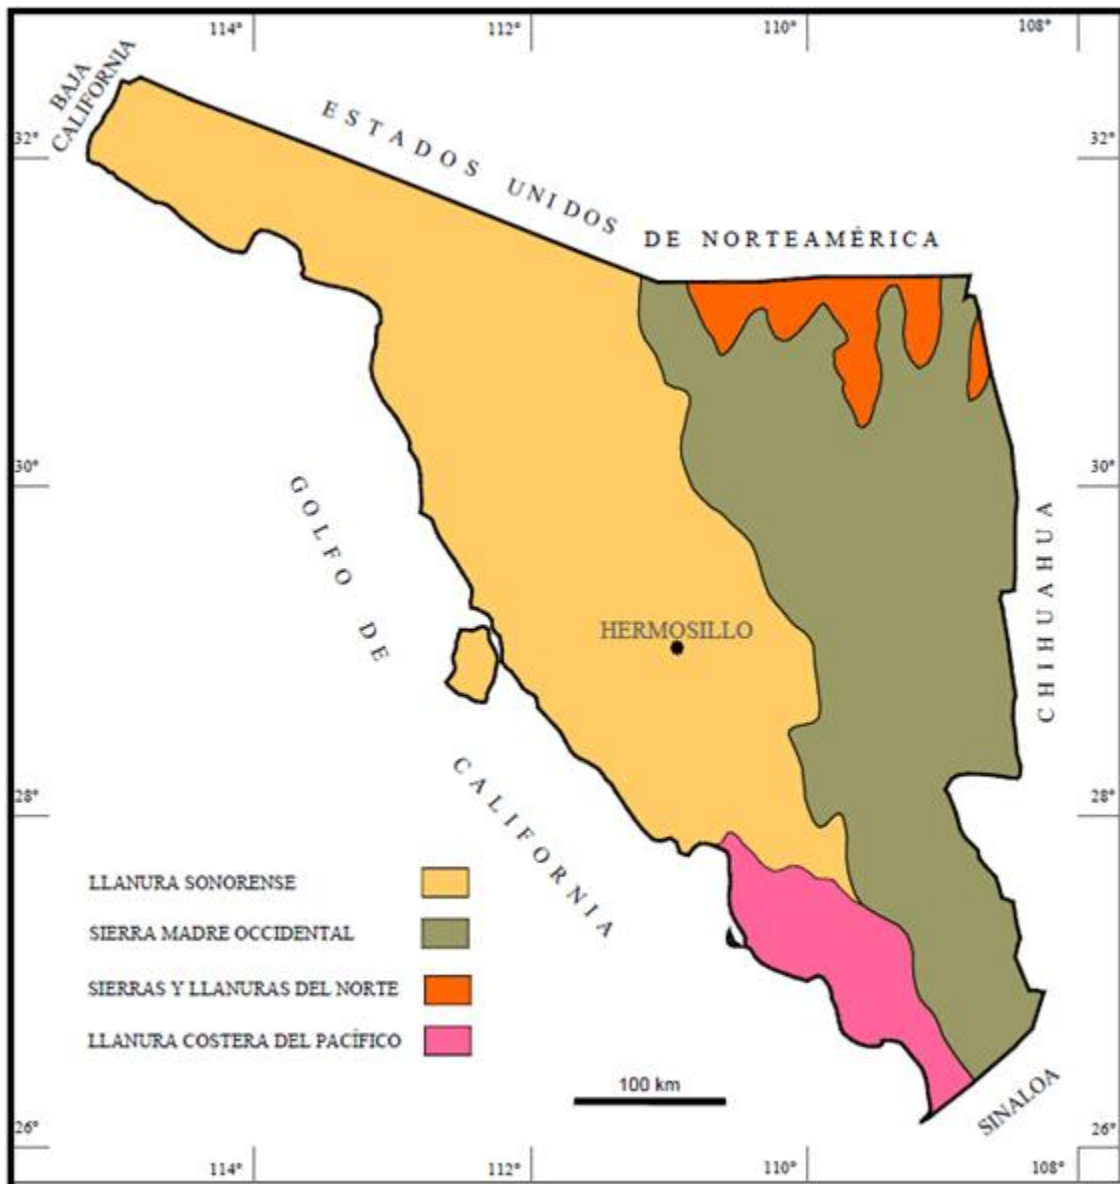 114° 112° 110° 108°
BAJA
CALIFORNIA
ESTADOS UNIDOS
DE NORTEAMÉRICA
32° 32°
30° 30°
GOLFO DE
CALIFORNIA
HERMOSILLO
CHIHUAHUA
28° 28°
LLANURA SONORENSE
SIERRA MADRE OCCIDENTAL
SIERRAS Y LLANURAS DEL NORTE
LLANURA COSTERA DEL PACÍFICO
100 km
SINALOA
26° 26°
114° 112° 110° 108°